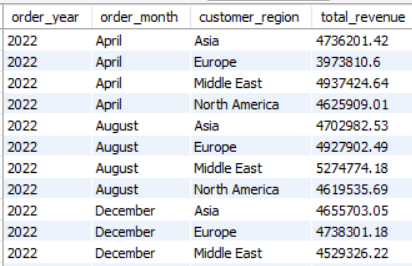 order_year order_month customer_region total_revenue
2022 April Asia 4736201.42
2022 April Europe 3973810.6
2022 April Middle East 4937424.64
2022 April North America 4625909.01
2022 August Asia 4702982.53
2022 August Europe 4927902.49
2022 August Middle East 5274774.18
2022 August North America 4619535.69
2022 December Asia 4655703.05
2022 December Europe 4738301.18
2022 December Middle East 4529326.22